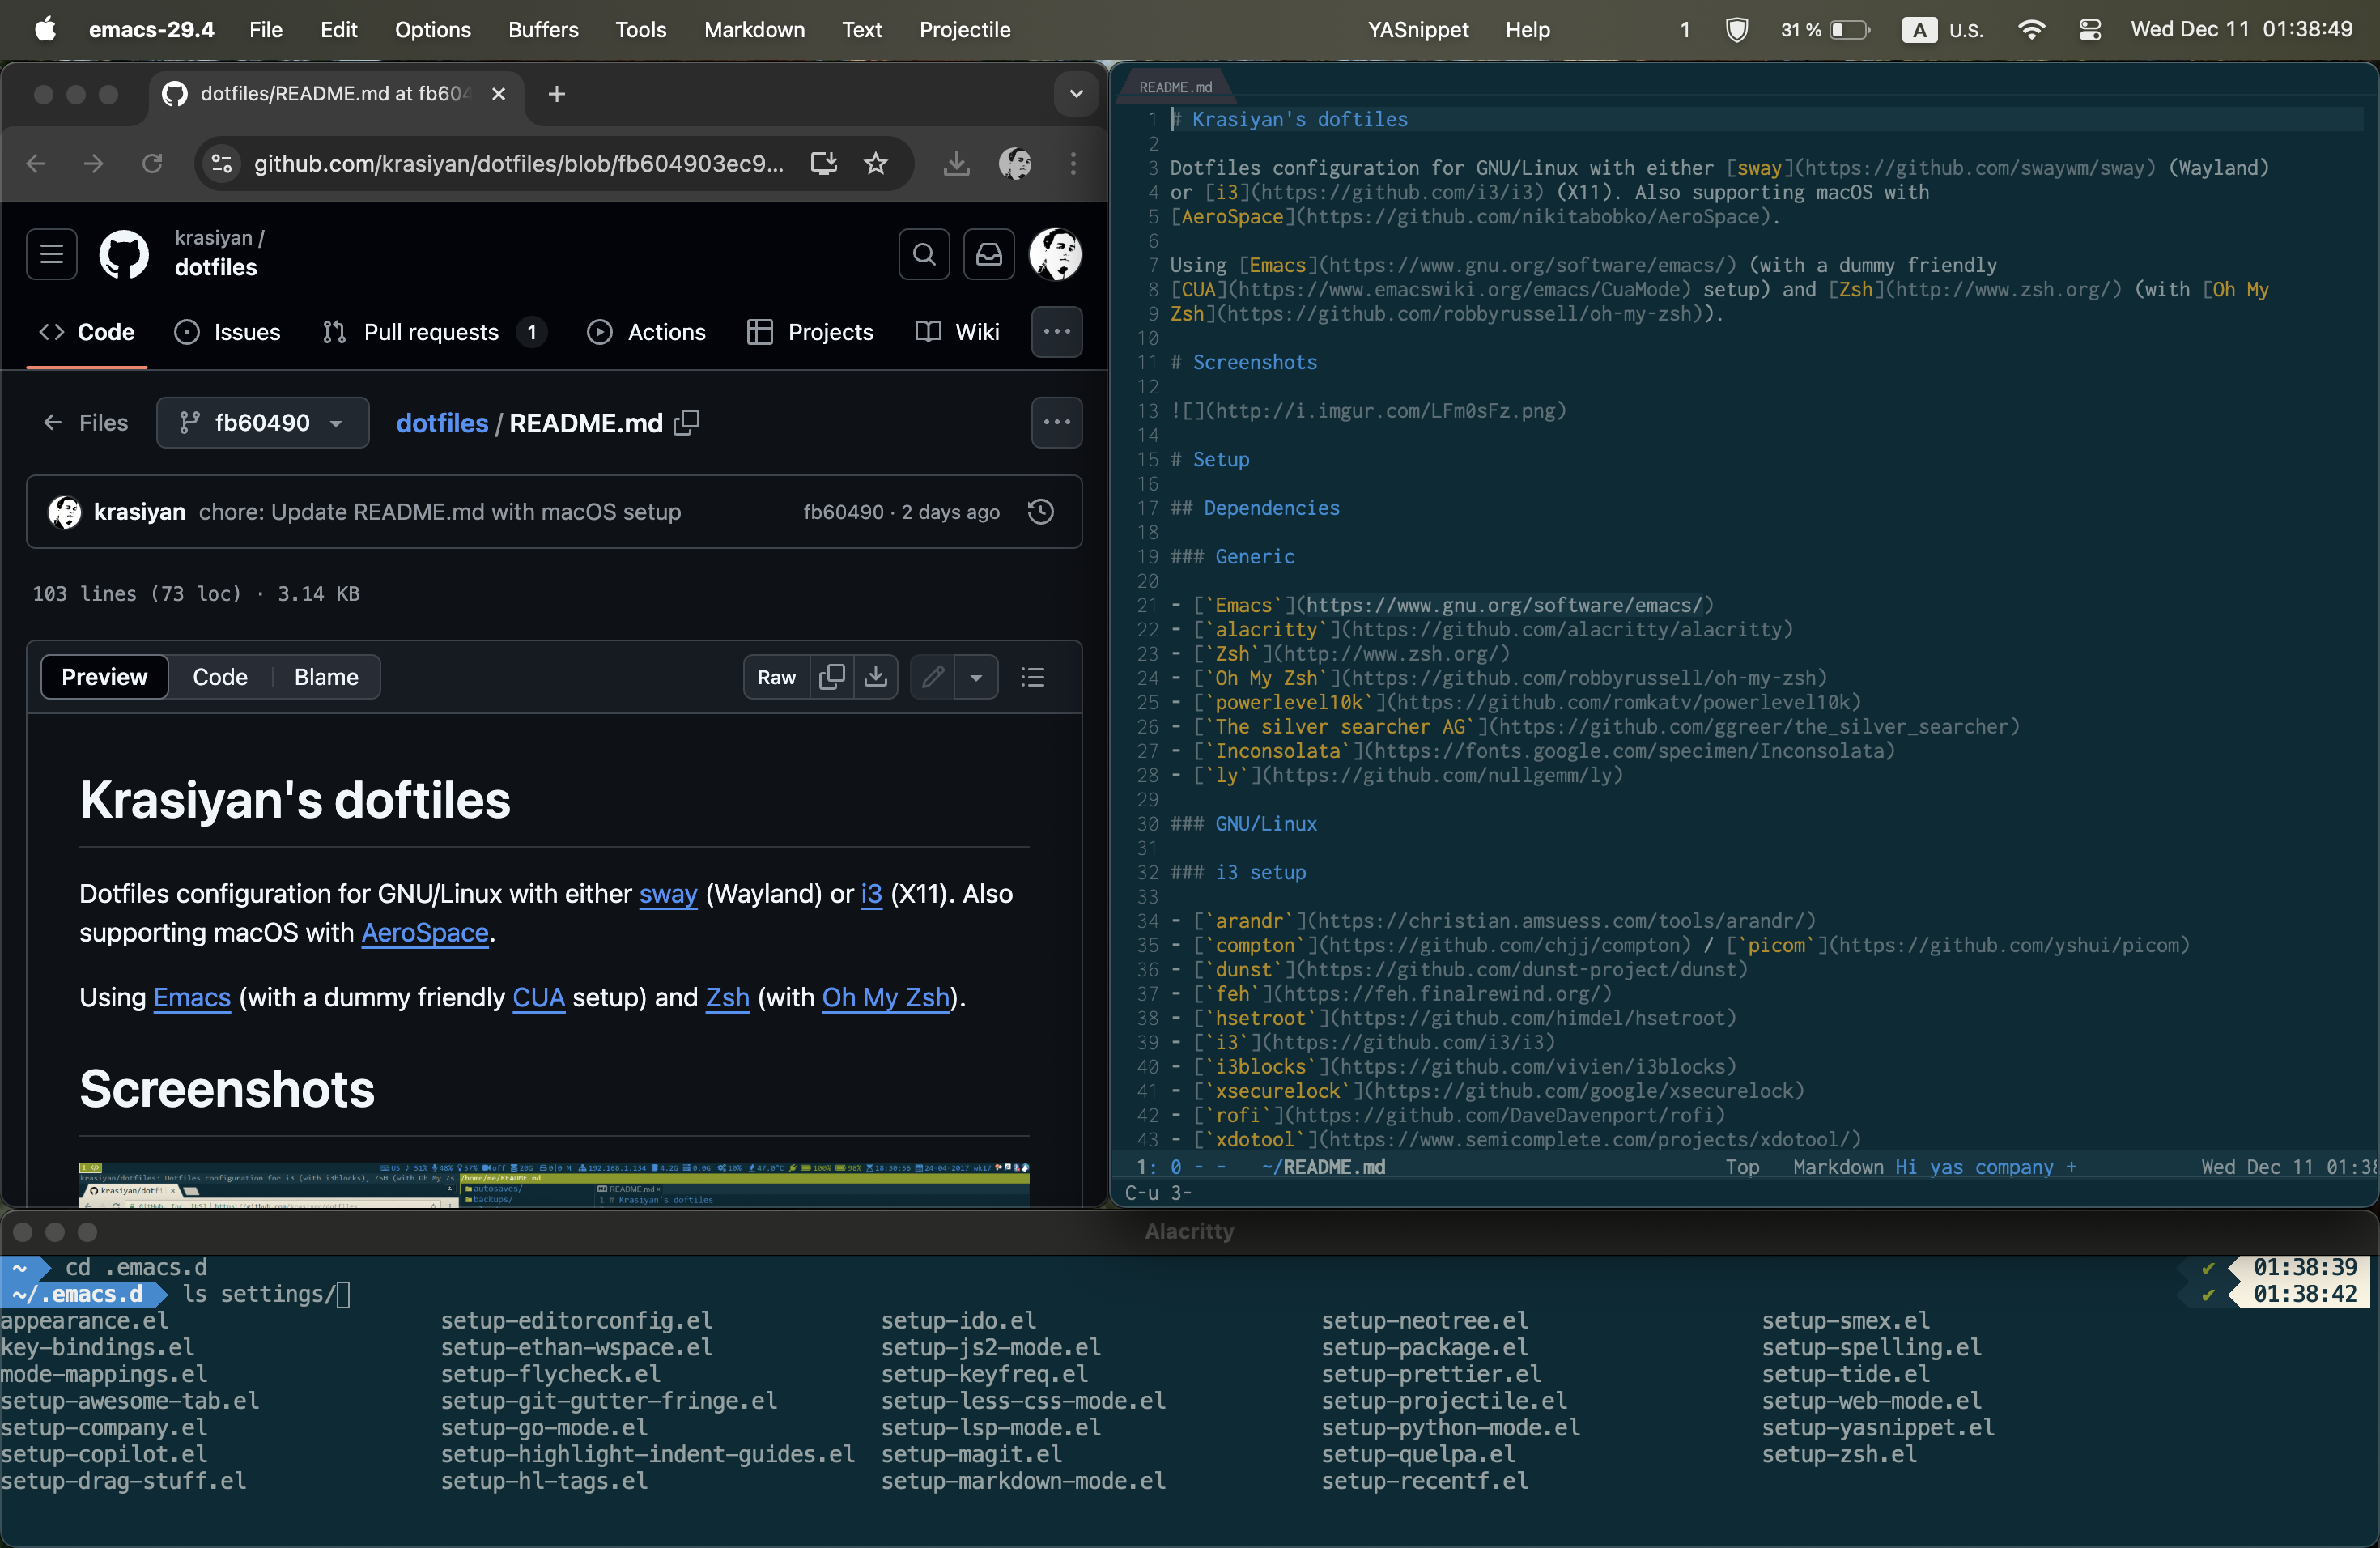 emacs-29.4 File Edit Options Buffers Tools Markdown Text Projectile YASnippet Help 1 31 % A U.S. Wed Dec 11 01:38:49
dotfiles/README.md at fb604
github.com/krasiyan/dotfiles/blob/fb604903ec9...
krasiyan /
dotfiles
Code Issues Pull requests 1 Actions Projects Wiki
Files fb60490 dotfiles / README.md
krasiyan chore: Update README.md with macOS setup fb60490 · 2 days ago
103 lines (73 loc) · 3.14 KB
Preview Code Blame Raw
Krasiyan's doftiles
Dotfiles configuration for GNU/Linux with either sway (Wayland) or i3 (X11). Also
supporting macOS with AeroSpace.
Using Emacs (with a dummy friendly CUA setup) and Zsh (with Oh My Zsh).
Screenshots
README.md
1 # Krasiyan's doftiles
2
3 Dotfiles configuration for GNU/Linux with either [sway](https://github.com/swaywm/sway) (Wayland)
4 or [i3](https://github.com/i3/i3) (X11). Also supporting macOS with
5 [AeroSpace](https://github.com/nikitabobko/AeroSpace).
6
7 Using [Emacs](https://www.gnu.org/software/emacs/) (with a dummy friendly
8 [CUA](https://www.emacswiki.org/emacs/CuaMode) setup) and [Zsh](http://www.zsh.org/) (with [Oh My
9 Zsh](https://github.com/robbyrussell/oh-my-zsh)).
10
11 # Screenshots
12
13 ![](http://i.imgur.com/LFm0sFz.png)
14
15 # Setup
16
17 ## Dependencies
18
19 ### Generic
20
21 - [`Emacs`](https://www.gnu.org/software/emacs/)
22 - [`alacritty`](https://github.com/alacritty/alacritty)
23 - [`Zsh`](http://www.zsh.org/)
24 - [`Oh My Zsh`](https://github.com/robbyrussell/oh-my-zsh)
25 - [`powerlevel10k`](https://github.com/romkatv/powerlevel10k)
26 - [`The silver searcher AG`](https://github.com/ggreer/the_silver_searcher)
27 - [`Inconsolata`](https://fonts.google.com/specimen/Inconsolata)
28 - [`ly`](https://github.com/nullgemm/ly)
29
30 ### GNU/Linux
31
32 ### i3 setup
33
34 - [`arandr`](https://christian.amsuess.com/tools/arandr/)
35 - [`compton`](https://github.com/chjj/compton) / [`picom`](https://github.com/yshui/picom)
36 - [`dunst`](https://github.com/dunst-project/dunst)
37 - [`feh`](https://feh.finalrewind.org/)
38 - [`hsetroot`](https://github.com/himdel/hsetroot)
39 - [`i3`](https://github.com/i3/i3)
40 - [`i3blocks`](https://github.com/vivien/i3blocks)
41 - [`xsecurelock`](https://github.com/google/xsecurelock)
42 - [`rofi`](https://github.com/DaveDavenport/rofi)
43 - [`xdotool`](https://www.semicomplete.com/projects/xdotool/)
1: 0 - - ~/README.md Top Markdown Hi yas company + Wed Dec 11 01:38
C-u 3-
Alacritty
~ cd .emacs.d ✔ 01:38:39
~/.emacs.d ls settings/ ✔ 01:38:42
appearance.el setup-editorconfig.el setup-ido.el setup-neotree.el setup-smex.el
key-bindings.el setup-ethan-wspace.el setup-js2-mode.el setup-package.el setup-spelling.el
mode-mappings.el setup-flycheck.el setup-keyfreq.el setup-prettier.el setup-tide.el
setup-awesome-tab.el setup-git-gutter-fringe.el setup-less-css-mode.el setup-projectile.el setup-web-mode.el
setup-company.el setup-go-mode.el setup-lsp-mode.el setup-python-mode.el setup-yasnippet.el
setup-copilot.el setup-highlight-indent-guides.el setup-magit.el setup-quelpa.el setup-zsh.el
setup-drag-stuff.el setup-hl-tags.el setup-markdown-mode.el setup-recentf.el